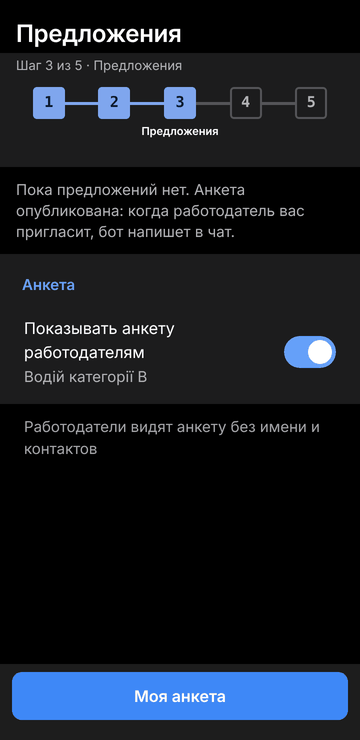 Предложения
Шаг 3 из 5 · Предложения
1 2 3 4 5
Предложения
Пока предложений нет. Анкета
опубликована: когда работодатель вас
пригласит, бот напишет в чат.
Анкета
Показывать анкету
работодателям
Водій категорії В
Работодатели видят анкету без имени и
контактов
Моя анкета